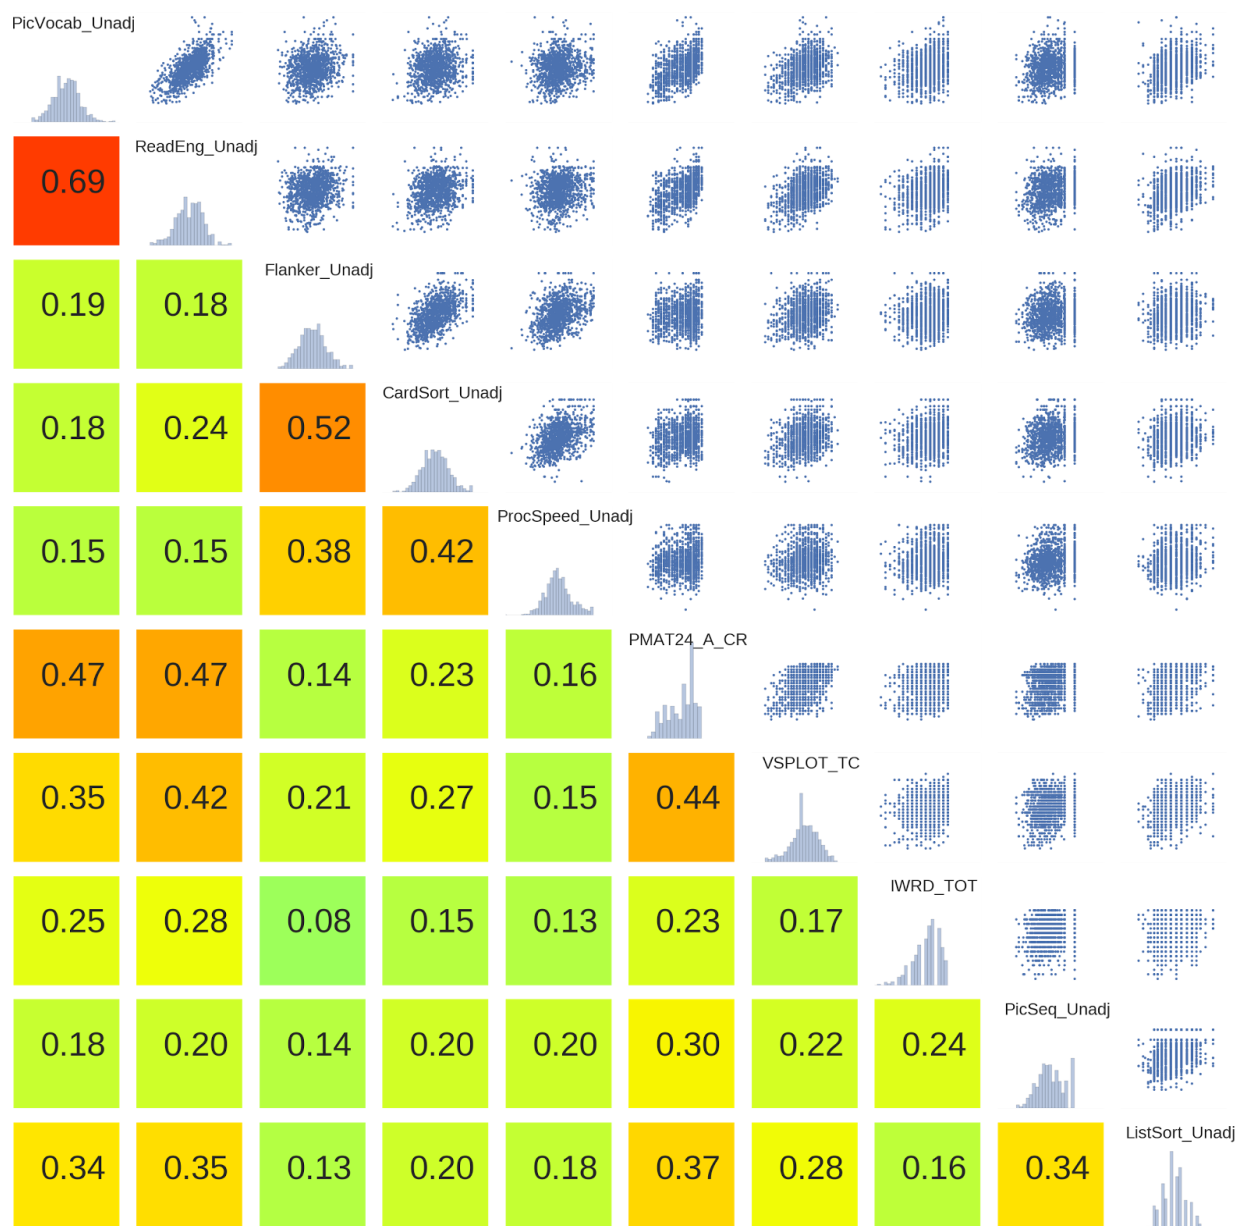 PicVocab_Unadj
0.69 ReadEng_Unadj
0.19 0.18 Flanker_Unadj
0.18 0.24 0.52 CardSort_Unadj
0.15 0.15 0.38 0.42 ProcSpeed_Unadj
0.47 0.47 0.14 0.23 0.16 PMAT24_A_CR
0.35 0.42 0.21 0.27 0.15 0.44 VSPLOT_TC
0.25 0.28 0.08 0.15 0.13 0.23 0.17 IWRD_TOT
0.18 0.20 0.14 0.20 0.20 0.30 0.22 0.24 PicSeq_Unadj
0.34 0.35 0.13 0.20 0.18 0.37 0.28 0.16 0.34 ListSort_Unadj